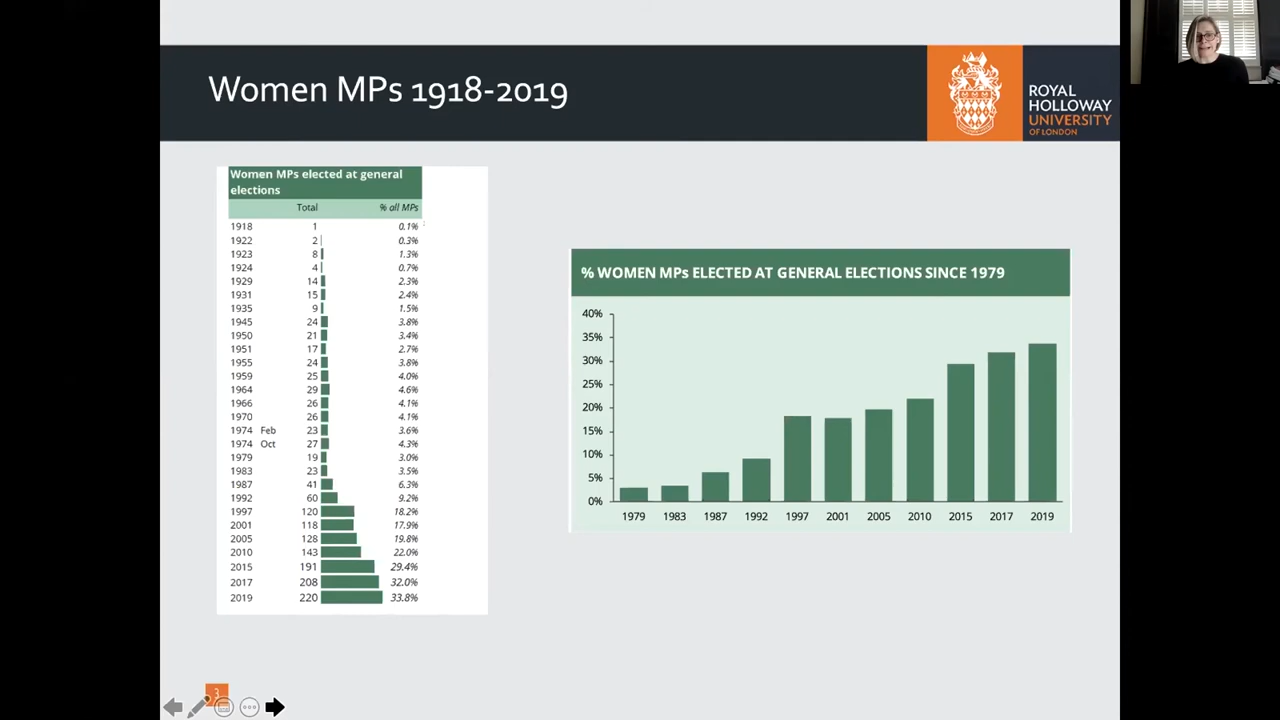 Women MPs 1918-2019
ROYAL
HOLLOWAY
UNIVERSITY
OF LONDON
Women MPs elected at general
elections
Total % all MPs
1918 1 0.1%
1922 2 0.3%
1923 8 1.3%
1924 4 0.7%
1929 14 2.3%
1931 15 2.4%
1935 9 1.5%
1945 24 3.8%
1950 21 3.4%
1951 17 2.7%
1955 24 3.8%
1959 25 4.0%
1964 29 4.6%
1966 26 4.1%
1970 26 4.1%
1974 Feb 23 3.6%
1974 Oct 27 4.3%
1979 19 3.0%
1983 23 3.5%
1987 41 6.3%
1992 60 9.2%
1997 120 18.2%
2001 118 17.9%
2005 128 19.8%
2010 143 22.0%
2015 191 29.4%
2017 208 32.0%
2019 220 33.8%
% WOMEN MPs ELECTED AT GENERAL ELECTIONS SINCE 1979
40%
35%
30%
25%
20%
15%
10%
5%
0%
1979 1983 1987 1992 1997 2001 2005 2010 2015 2017 2019
3